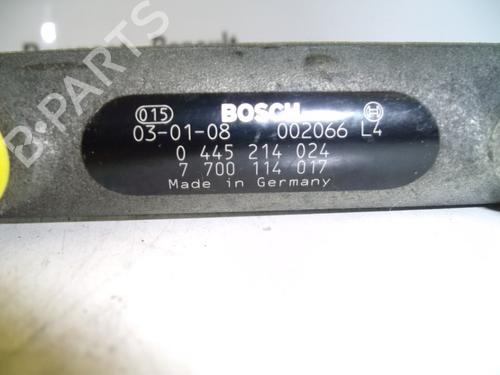 015 BOSCH
03-01-08 002066 L4
0 445 214 024
7 700 114 017
Made in Germany
B-Parts